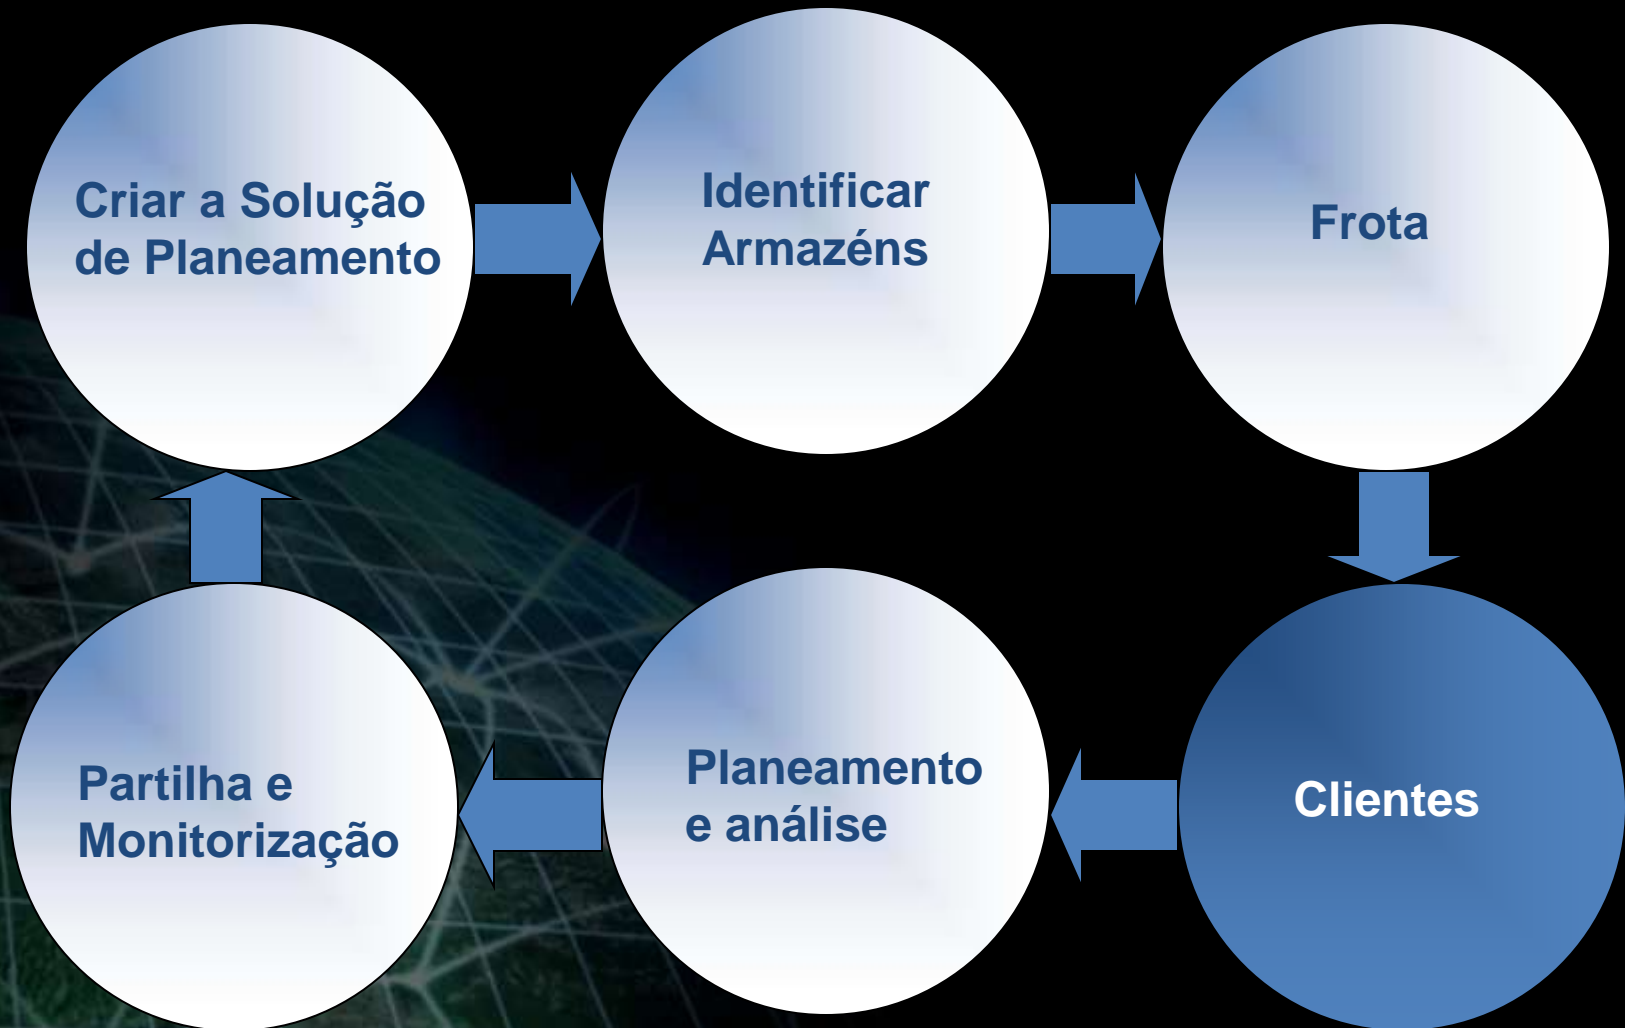 Criar a Solução
de Planeamento
Identificar
Armazéns
Frota
Partilha e
Monitorização
Planeamento
e análise
Clientes